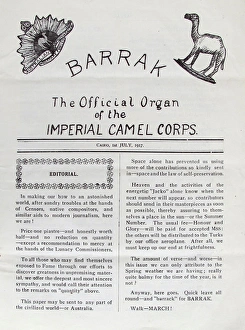 BARRAK
The Official Organ
of the
IMPERIAL CAMEL CORPS.
CAIRO, 1st JULY, 1917.
EDITORIAL.
In making our how to an astonished
world, after sundry troubles at the hands
of Censors, native compositors, and
similar aids to modern journalism, here
we are!
Price one piastre—and honestly worth
half—and no reduction on quantity
—except a recommendation to mercy at
the hands of the Lunacy Commissioners.
To all those who may find themselves
exposed to Fame through our efforts to
discover greatness in unpromising mater-
ial, we offer the deepest and most sincere
sympathy, and would call their attention
to the remarks on "quingility" above.
This paper may be sent to any part of
the civilised world—or Australia.
Space alone has prevented us using
more of the contributions so kindly sent
in—space and the law of self-preservation.
Heaven and the activities of the
energetic "Jacko" alone know when the
next number will appear, so contributors
should send in their masterpieces as soon
as possible, thereby assuring to them-
selves a place in the sun—or the Summer
Number. The usual fee—Honour and
Glory—will be paid for accepted MSS;
the others will be distributed to the Turks
by our office aeroplane. After all, we
must keep up our end at frightfulness.
The amount of verse—and worse—in
this issue we can only attribute to the
Spring weather we are having; really
quite balmy for the time of year, is it not?
Anyway, here goes. Quick leave all
round—and "barrack" for BARRAK.
Walk—MARCH!